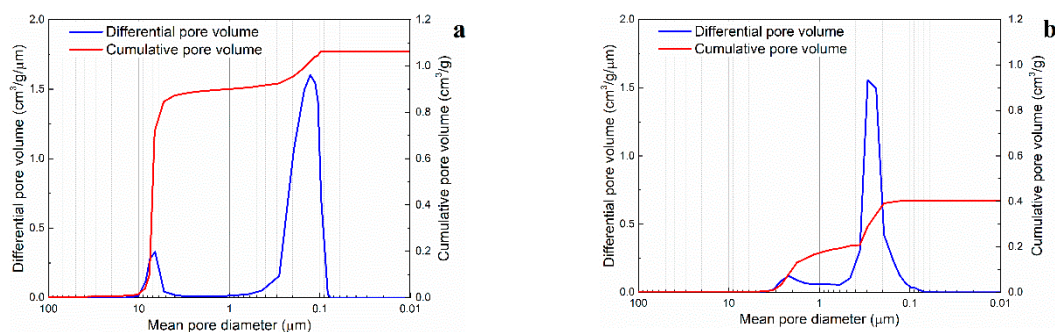 a
Differential pore volume
Cumulative pore volume
Differential pore volume (cm³/g/μm)
2.0
1.5
1.0
0.5
0.0
Cumulative pore volume (cm³/g)
1.2
1.0
0.8
0.6
0.4
0.2
0.0
100 10 1 0.1 0.01
Mean pore diameter (μm)
b
Differential pore volume
Cumulative pore volume
Differential pore volume (cm³/g/μm)
2.0
1.5
1.0
0.5
0.0
Cumulative pore volume (cm³/g)
1.2
1.0
0.8
0.6
0.4
0.2
0.0
100 10 1 0.1 0.01
Mean pore diameter (μm)